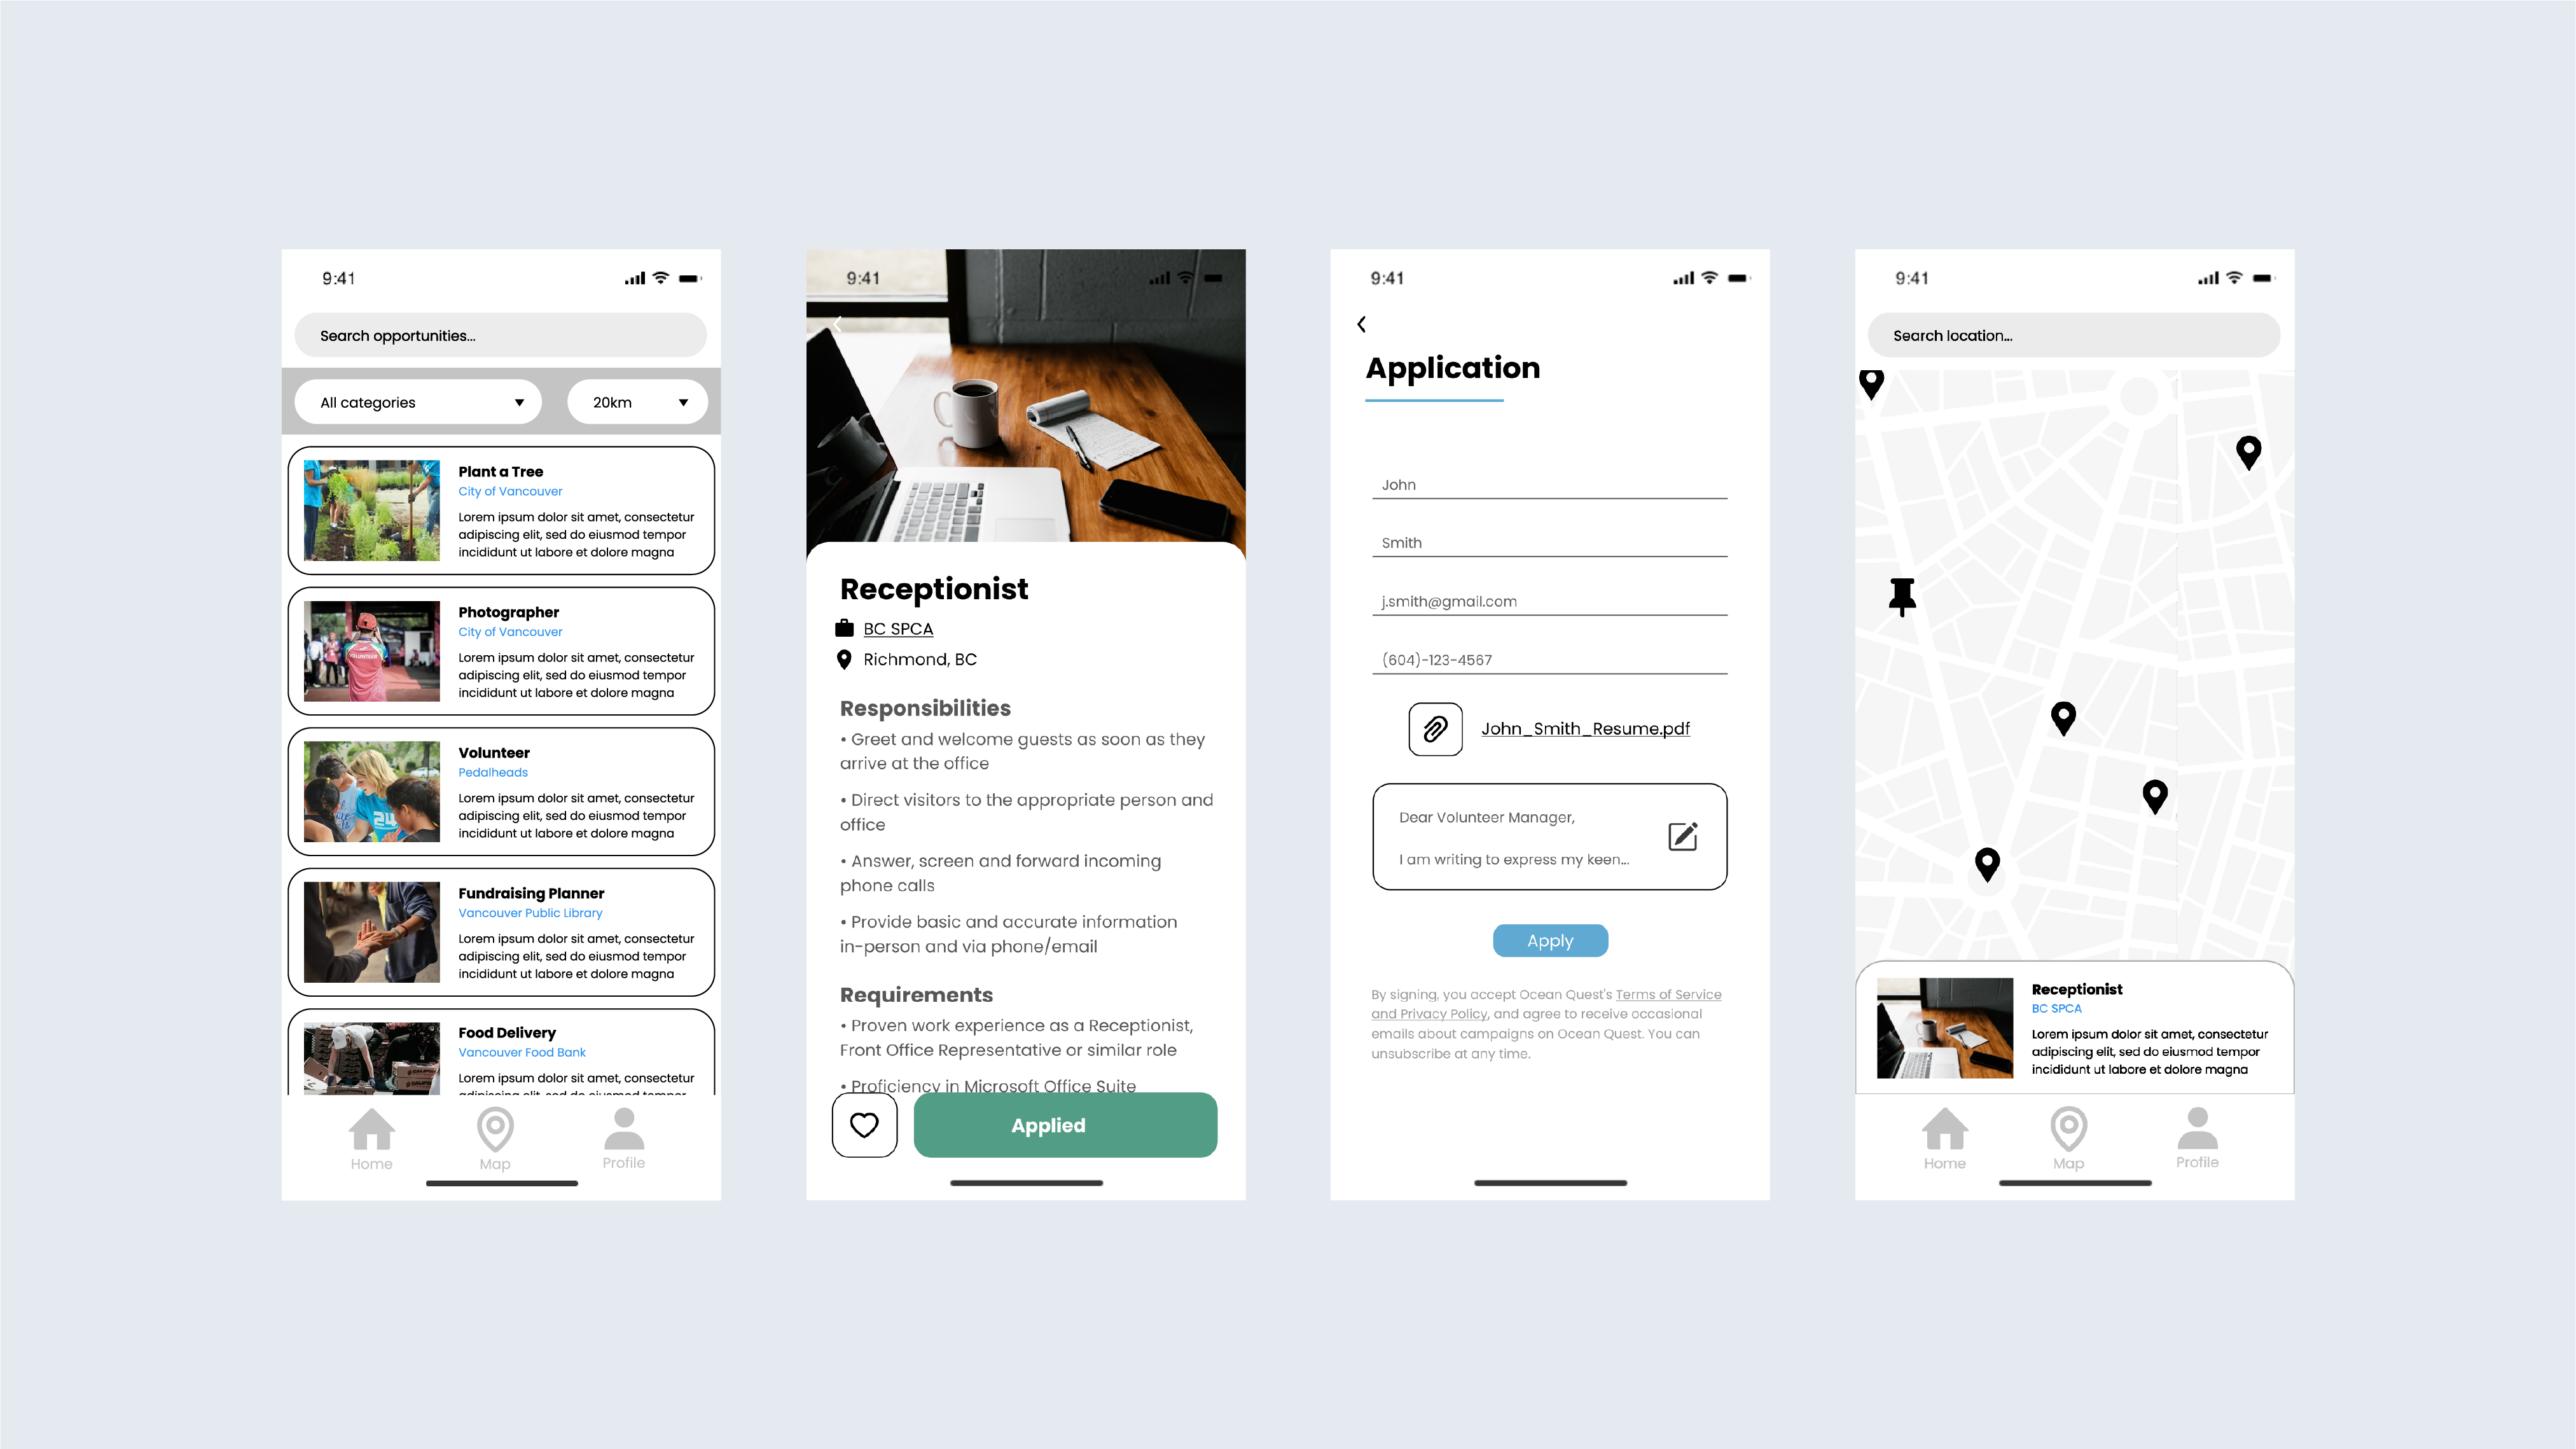 9:41
Search opportunities...
All categories
20km
Plant a Tree
City of Vancouver
Lorem ipsum dolor sit amet, consectetur
adipiscing elit, sed do eiusmod tempor
incididunt ut labore et dolore magna
Photographer
City of Vancouver
Lorem ipsum dolor sit amet, consectetur
adipiscing elit, sed do eiusmod tempor
incididunt ut labore et dolore magna
VOLUNTEER
Volunteer
Pedalheads
Lorem ipsum dolor sit amet, consectetur
adipiscing elit, sed do eiusmod tempor
incididunt ut labore et dolore magna
24
Fundraising Planner
Vancouver Public Library
Lorem ipsum dolor sit amet, consectetur
adipiscing elit, sed do eiusmod tempor
incididunt ut labore et dolore magna
Food Delivery
Vancouver Food Bank
Lorem ipsum dolor sit amet, consectetur
adipiscing elit, sed do eiusmod tempor
Home
Map
Profile
9:41
Receptionist
BC SPCA
Richmond, BC
Responsibilities
• Greet and welcome guests as soon as they
arrive at the office
• Direct visitors to the appropriate person and
office
• Answer, screen and forward incoming
phone calls
• Provide basic and accurate information
in-person and via phone/email
Requirements
• Proven work experience as a Receptionist,
Front Office Representative or similar role
• Proficiency in Microsoft Office Suite
Applied
9:41
Application
John
Smith
j.smith@gmail.com
(604)-123-4567
John_Smith_Resume.pdf
Dear Volunteer Manager,
I am writing to express my keen...
Apply
By signing, you accept Ocean Quest's Terms of Service
and Privacy Policy, and agree to receive occasional
emails about campaigns on Ocean Quest. You can
unsubscribe at any time.
9:41
Search location...
Receptionist
BC SPCA
Lorem ipsum dolor sit amet, consectetur
adipiscing elit, sed do eiusmod tempor
incididunt ut labore et dolore magna
Home
Map
Profile